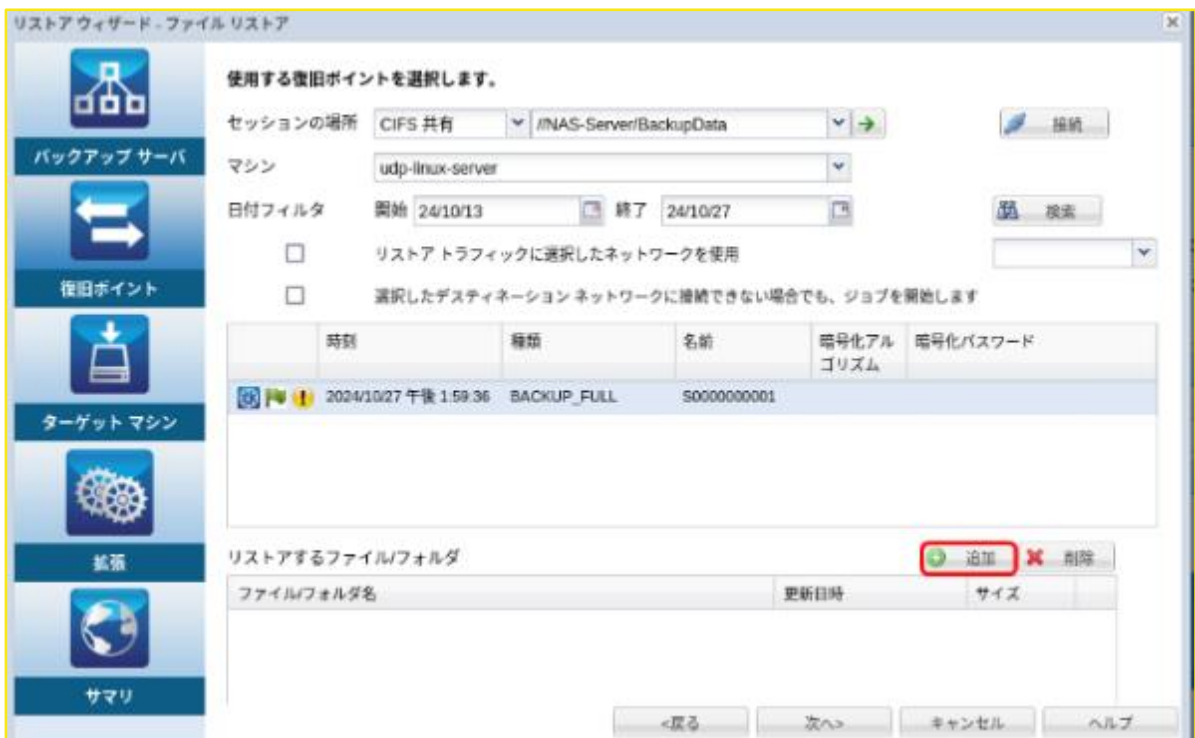 リストア ウィザード - ファイル リストア
バックアップ サーバ
復旧ポイント
ターゲット マシン
拡張
サマリ
使用する復旧ポイントを選択します。
セッションの場所 CIFS 共有 //NAS-Server/BackupData 接続
マシン udp-linux-server
日付フィルタ 開始 24/10/13 終了 24/10/27 検索
リストア トラフィックに選択したネットワークを使用
選択したデスティネーション ネットワークに接続できない場合でも、ジョブを開始します
時刻 種類 名前 暗号化アル 暗号化パスワード
ゴリズム
2024/10/27 午後 1:59:36 BACKUP_FULL S0000000001
リストアするファイル/フォルダ 追加 削除
ファイル/フォルダ名 更新日時 サイズ
<戻る 次へ> キャンセル ヘルプ